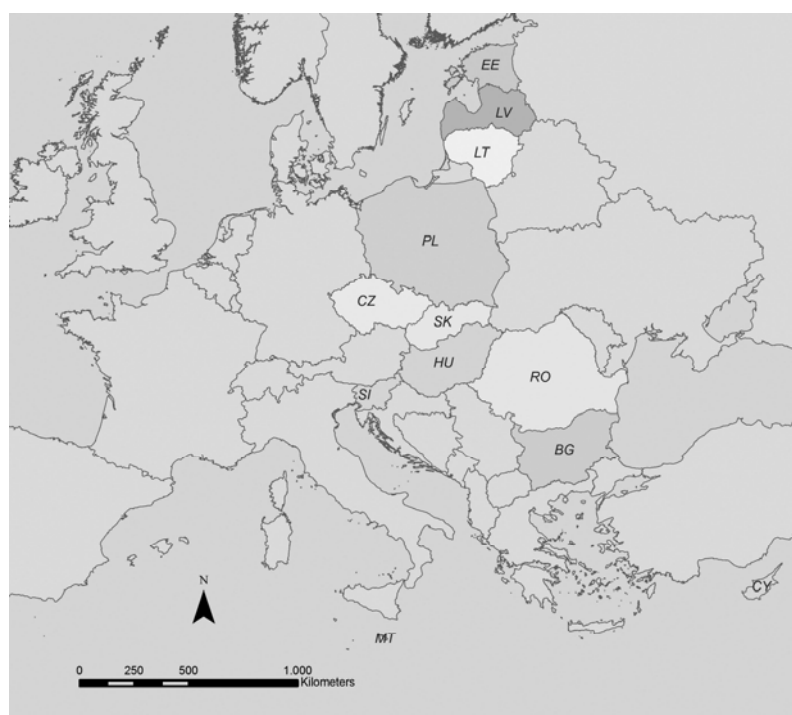 EE
LV
LT
PL
CZ
SK
HU
RO
SI
BG
CY
N
MT
0 250 500 1.000
Kilometers